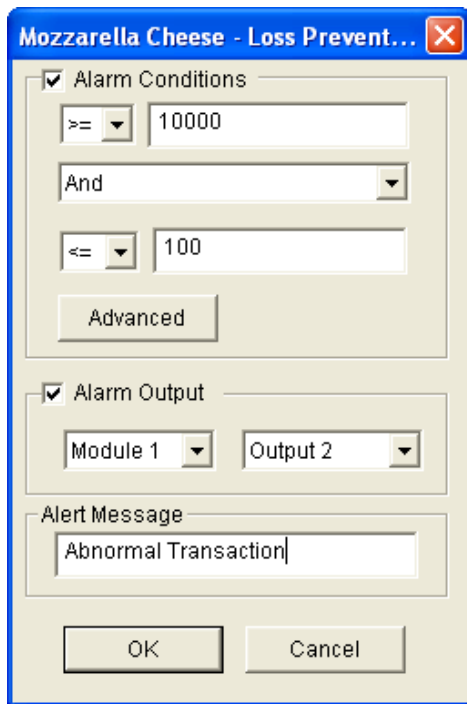 Mozzarella Cheese - Loss Prevent...
Alarm Conditions
>= 10000
And
<= 100
Advanced
Alarm Output
Module 1 Output 2
Alert Message
Abnormal Transaction
OK Cancel